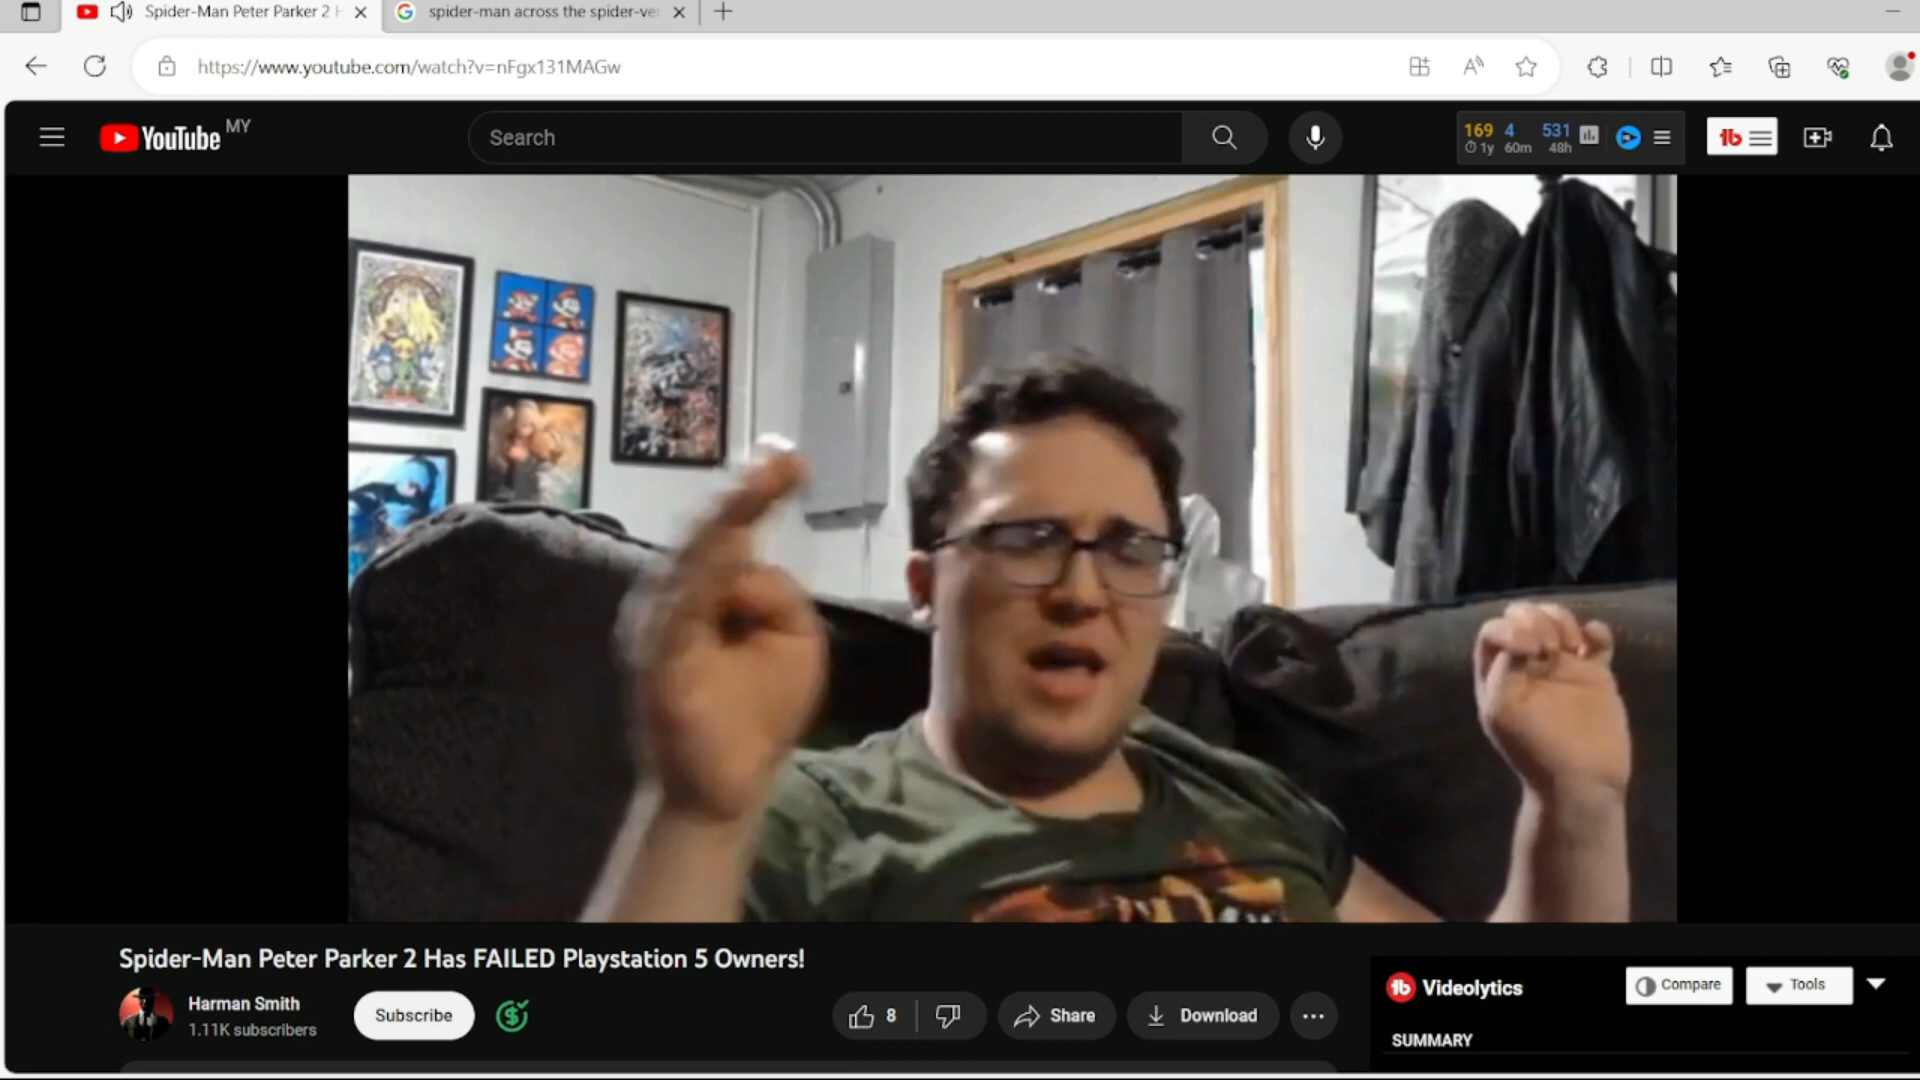 Spider-Man Peter Parker 2 H
spider-man across the spider-ver
https://www.youtube.com/watch?v=nFgx131MAGw
YouTube MY
Search
169 4 531
1y 60m 48h
Spider-Man Peter Parker 2 Has FAILED Playstation 5 Owners!
Harman Smith
1.11K subscribers
Subscribe
8
Share
Download
Videolytics
Compare
Tools
SUMMARY